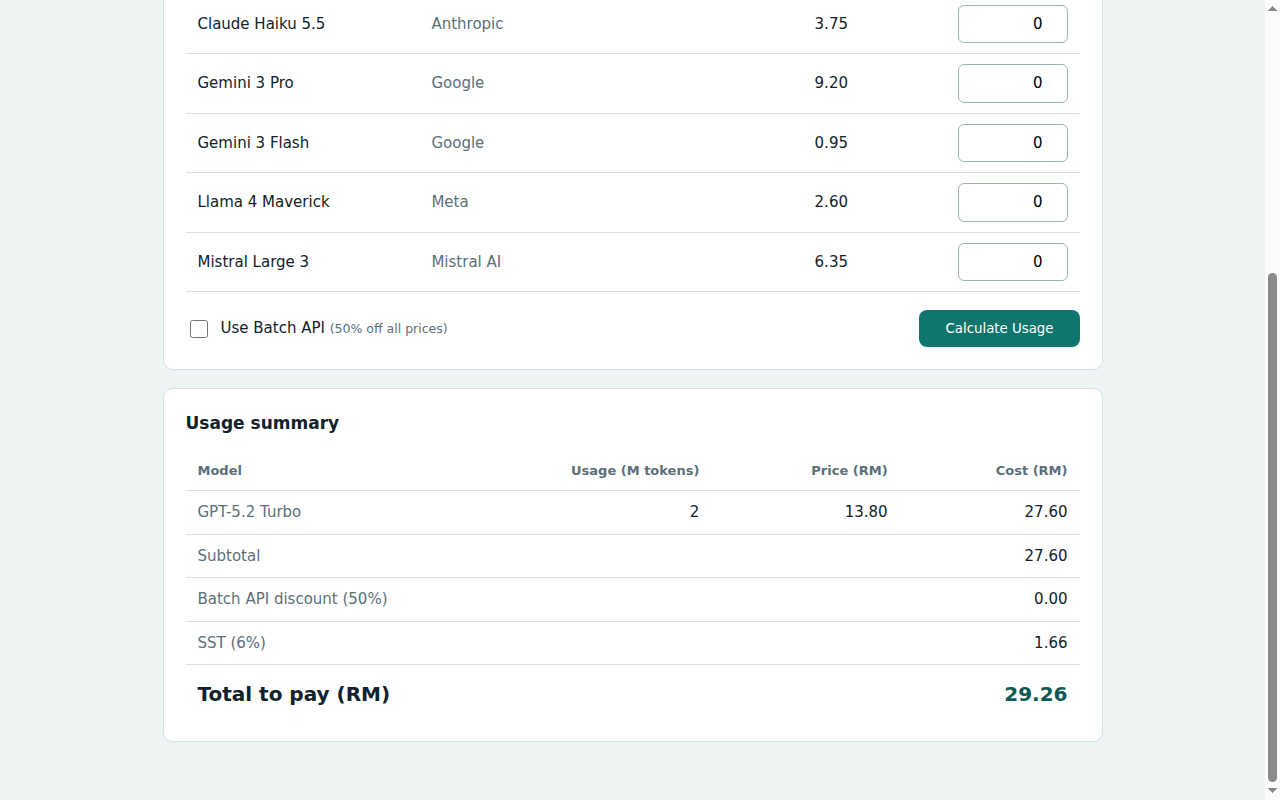 Claude Haiku 5.5 Anthropic 3.75 0
Gemini 3 Pro Google 9.20 0
Gemini 3 Flash Google 0.95 0
Llama 4 Maverick Meta 2.60 0
Mistral Large 3 Mistral AI 6.35 0
Use Batch API (50% off all prices) Calculate Usage
Usage summary
Model Usage (M tokens) Price (RM) Cost (RM)
GPT-5.2 Turbo 2 13.80 27.60
Subtotal 27.60
Batch API discount (50%) 0.00
SST (6%) 1.66
Total to pay (RM) 29.26